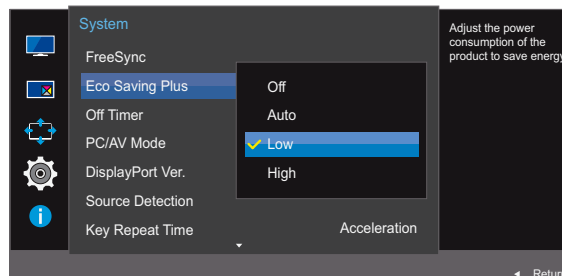 System
FreeSync
Eco Saving Plus
Off Timer
PC/AV Mode
DisplayPort Ver.
Source Detection
Key Repeat Time
Acceleration
Off
Auto
Low
High
Adjust the power
consumption of the
product to save energy